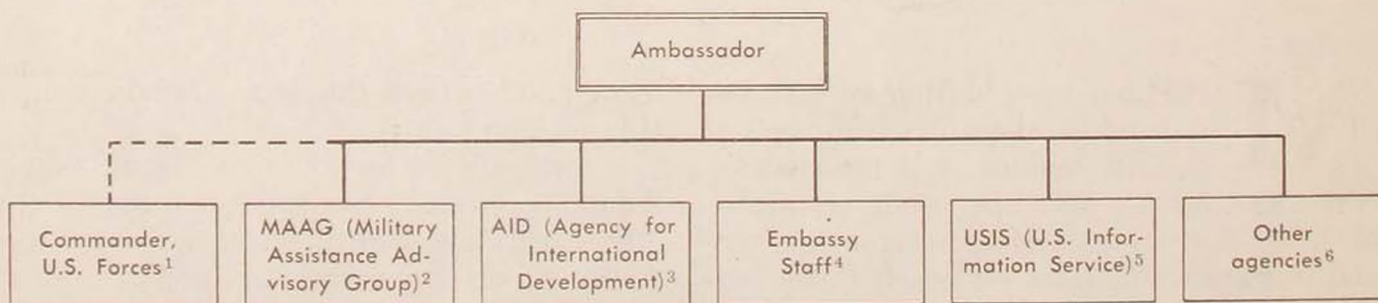 Ambassador
Commander,
U.S. Forces¹
MAAG (Military
Assistance Ad-
visory Group)²
AID (Agency for
International
Development)³
Embassy
Staff⁴
USIS (U.S. Infor-
mation Service)⁵
Other
agencies⁶